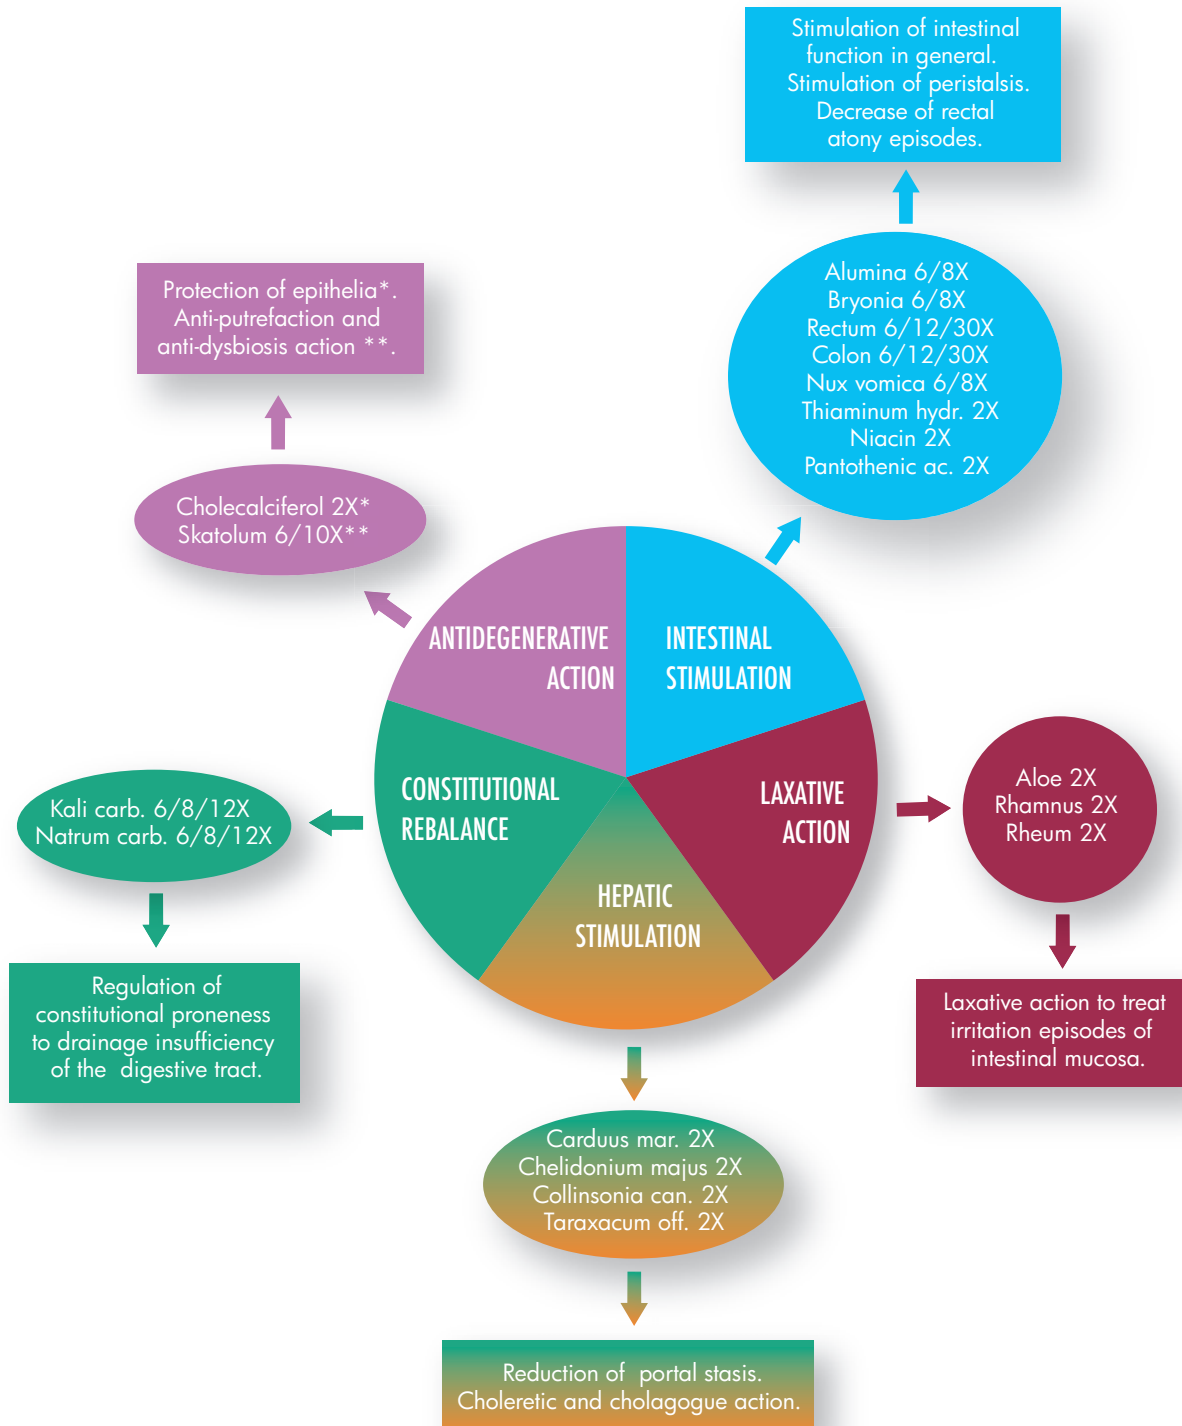 Stimulation of intestinal
function in general.
Stimulation of peristalsis.
Decrease of rectal
atony episodes.
Alumina 6/8X
Bryonia 6/8X
Rectum 6/12/30X
Colon 6/12/30X
Nux vomica 6/8X
Thiaminum hydr. 2X
Niacin 2X
Pantothenic ac. 2X
Protection of epithelia*.
Anti-putrefaction and
anti-dysbiosis action **.
Cholecalciferol 2X*
Skatolum 6/10X**
ANTIDEGENERATIVE
ACTION
INTESTINAL
STIMULATION
CONSTITUTIONAL
REBALANCE
LAXATIVE
ACTION
HEPATIC
STIMULATION
Kali carb. 6/8/12X
Natrum carb. 6/8/12X
Aloe 2X
Rhamnus 2X
Rheum 2X
Regulation of
constitutional proneness
to drainage insufficiency
of the digestive tract.
Laxative action to treat
irritation episodes of
intestinal mucosa.
Carduus mar. 2X
Chelidonium majus 2X
Collinsonia can. 2X
Taraxacum off. 2X
Reduction of portal stasis.
Choleretic and cholagogue action.